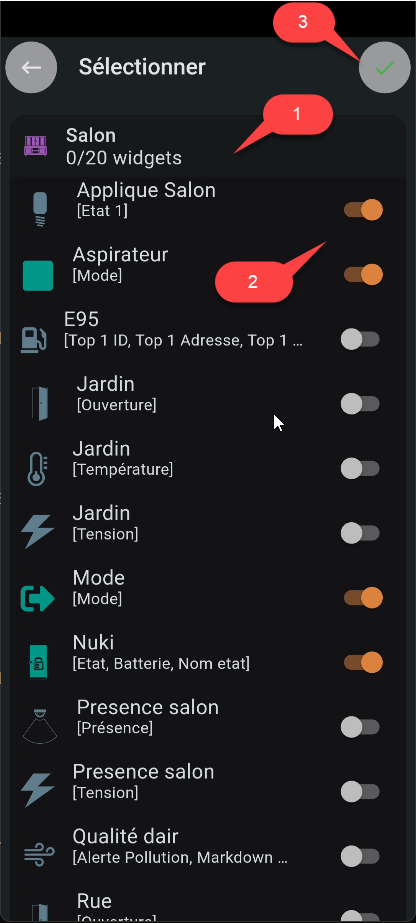 3
Sélectionner
1
Salon
0/20 widgets
Applique Salon
[Etat 1]
Aspirateur
[Mode]
2
E95
[Top 1 ID, Top 1 Adresse, Top 1 ...
Jardin
[Ouverture]
Jardin
[Température]
Jardin
[Tension]
Mode
[Mode]
Nuki
[Etat, Batterie, Nom etat]
Presence salon
[Présence]
Presence salon
[Tension]
Qualité dair
[Alerte Pollution, Markdown ...
Rue
[Ouverture]